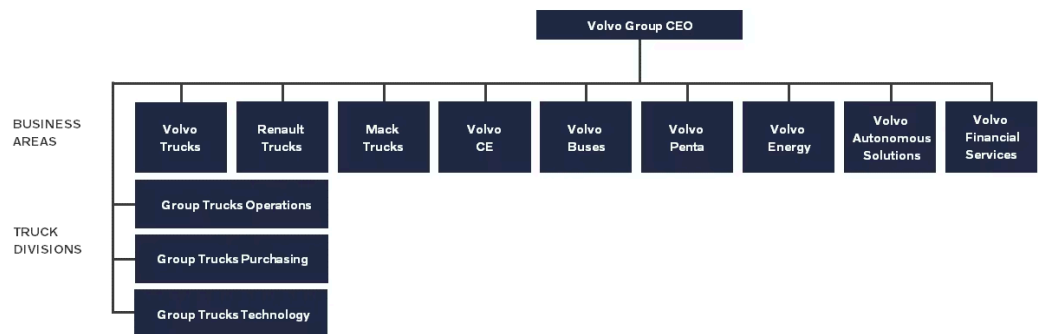 Volvo Group CEO
BUSINESS
AREAS
Volvo
Trucks
Renault
Trucks
Mack
Trucks
Volvo
CE
Volvo
Buses
Volvo
Penta
Volvo
Energy
Volvo
Autonomous
Solutions
Volvo
Financial
Services
TRUCK
DIVISIONS
Group Trucks Operations
Group Trucks Purchasing
Group Trucks Technology